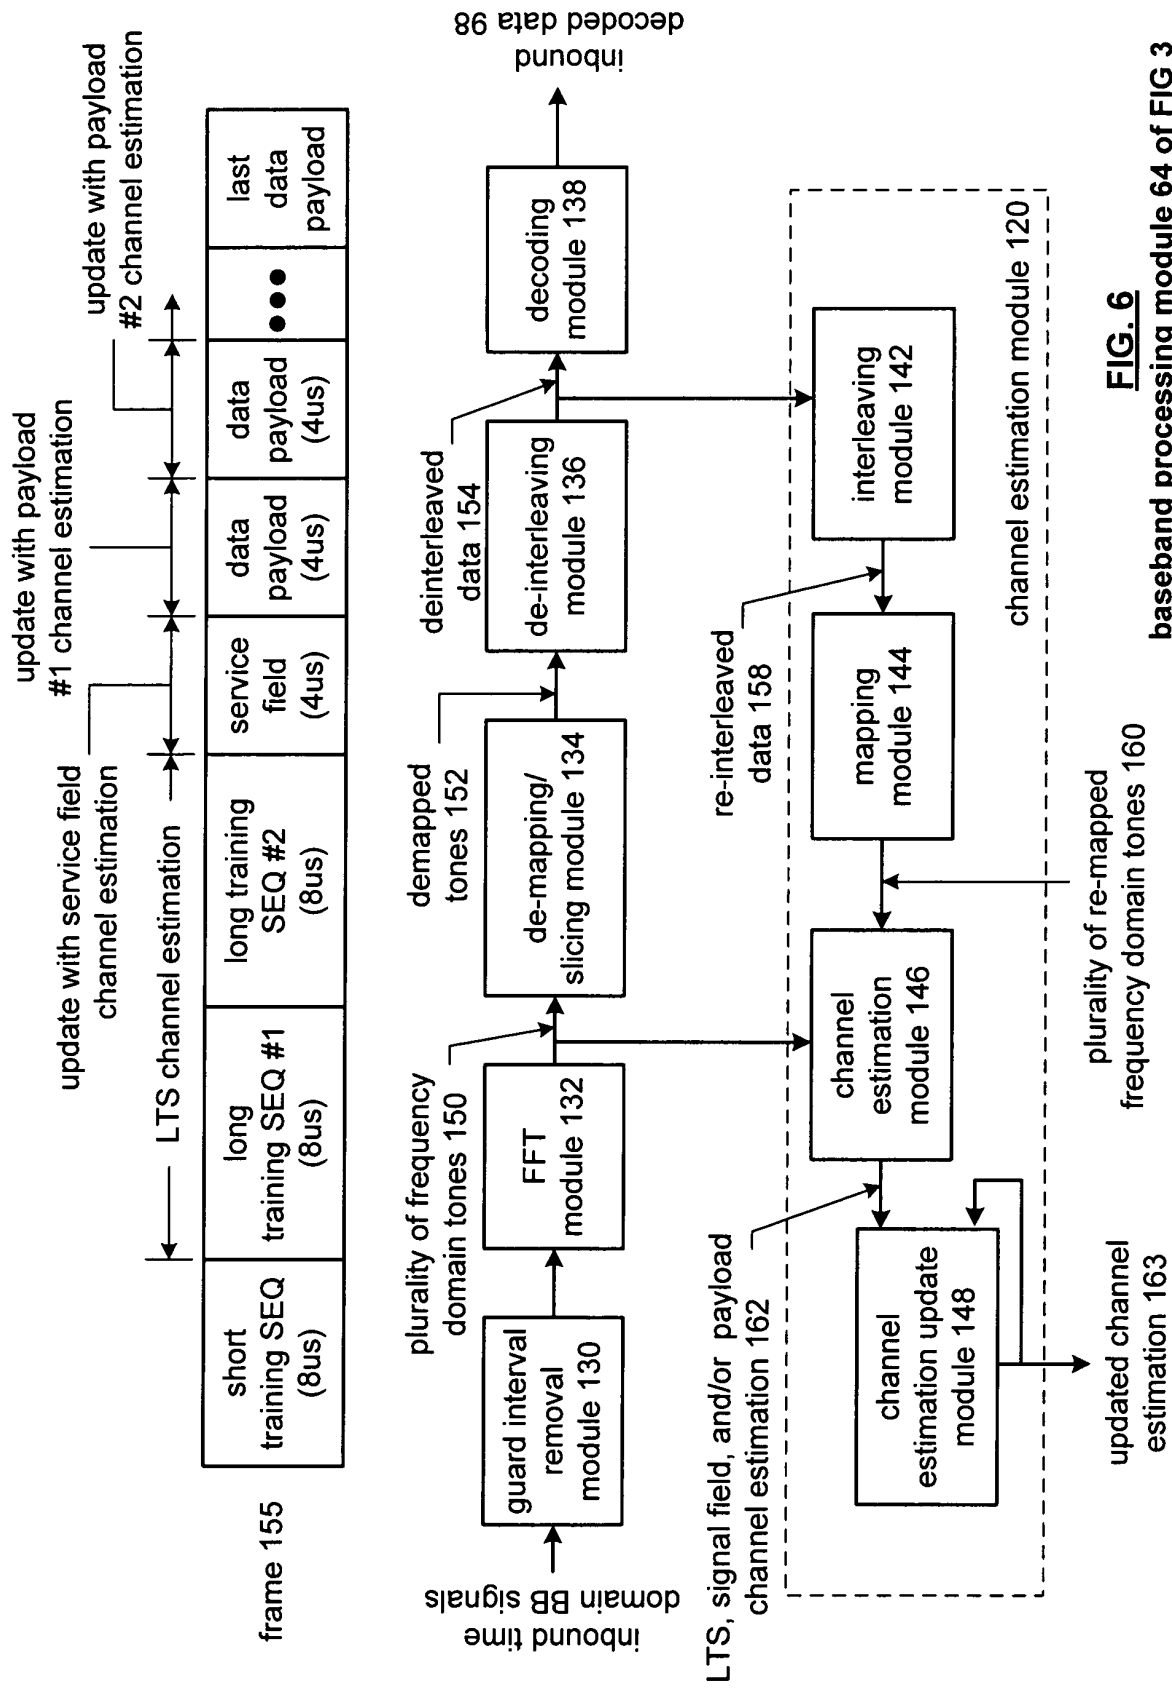 update with service field
channel estimation
update with payload
#1 channel estimation
update with payload
#2 channel estimation
LTS channel estimation
frame 155
short
training SEQ
(8us)
long
training SEQ #1
(8us)
long training
SEQ #2
(8us)
service
field
(4us)
data
payload
(4us)
data
payload
(4us)
last
data
payload
inbound time
domain BB signals
guard interval
removal
module 130
FFT
module 132
plurality of frequency
domain tones 150
de-mapping/
slicing module 134
demapped
tones 152
de-interleaving
module 136
deinterleaved
data 154
decoding
module 138
inbound
decoded data 98
LTS, signal field, and/or payload
channel estimation 162
channel
estimation update
module 148
channel
estimation
module 146
mapping
module 144
re-interleaved
data 158
interleaving
module 142
channel estimation module 120
updated channel
estimation 163
plurality of re-mapped
frequency domain tones 160
FIG. 6
baseband processing module 64 of FIG 3